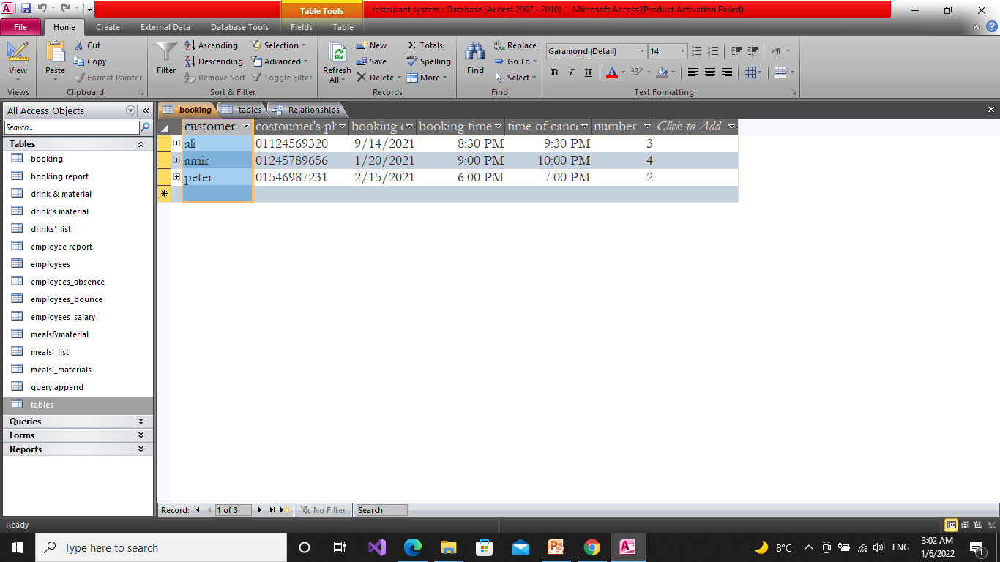 restaurant system : Database (Access 2007 - 2010) - Microsoft Access (Product Activation Failed)
Table Tools
File Home Create External Data Database Tools Fields Table
View
Views
Paste
Cut
Copy
Format Painter
Clipboard
Filter
Ascending
Descending
Remove Sort
Selection
Advanced
Toggle Filter
Sort & Filter
Refresh
All
New
Save
Delete
Totals
Spelling
More
Records
Find
Replace
Go To
Select
Find
Garamond (Detail) 14
B I U A
Text Formatting
All Access Objects
Search...
Tables
booking
booking report
drink & material
drink's material
drinks'_list
employee report
employees
employees_absence
employees_bounce
employees_salary
meals&material
meals'_list
meals'_materials
query append
tables
Queries
Forms
Reports
booking tables Relationships
customer costoumer's ph booking booking time time of cance number Click to Add
ali 01124569320 9/14/2021 8:30 PM 9:30 PM 3
amir 01245789656 1/20/2021 9:00 PM 10:00 PM 4
peter 01546987231 2/15/2021 6:00 PM 7:00 PM 2
Record: 1 of 3 No Filter Search
Ready
Type here to search
8°C ENG
3:02 AM
1/6/2022
1